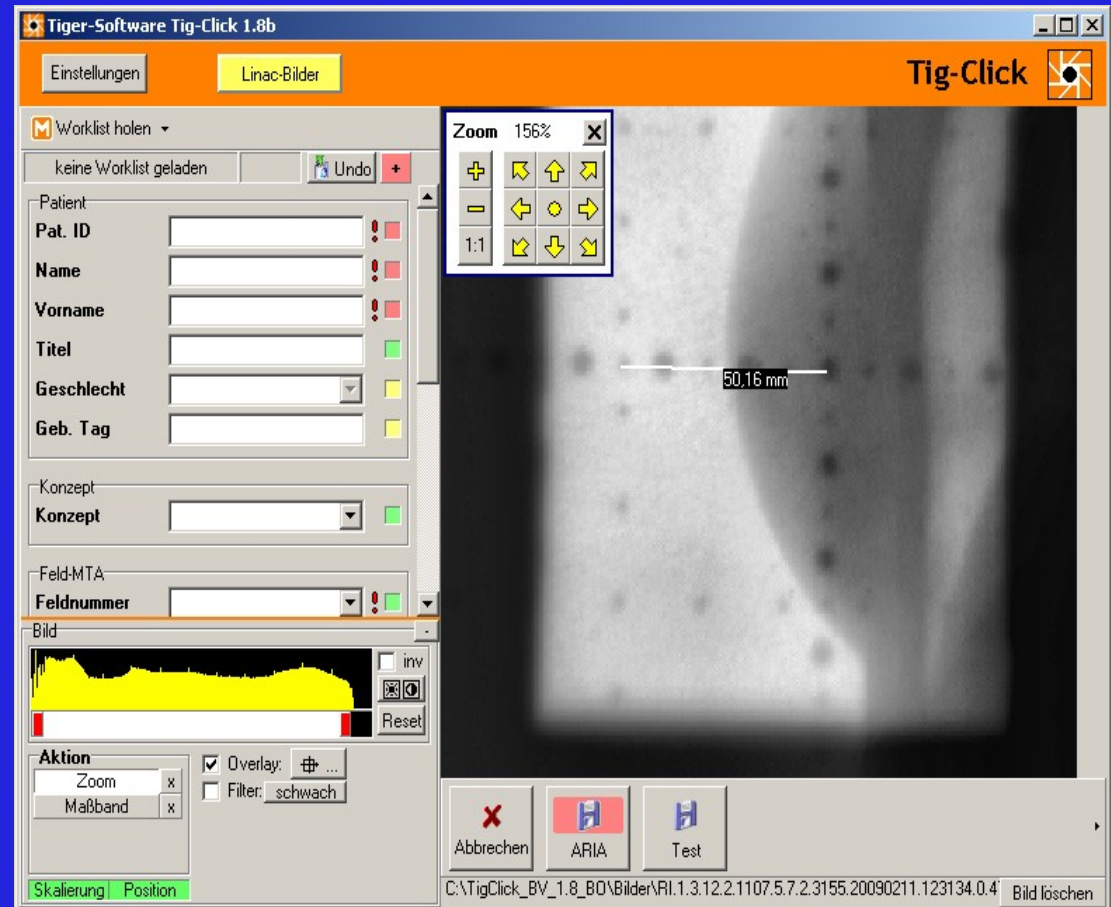 Tiger-Software Tig-Click 1.8b
Einstellungen
Linac-Bilder
Tig-Click
Worklist holen
keine Worklist geladen
Undo
+
Patient
Pat. ID
Name
Vorname
Titel
Geschlecht
Geb. Tag
Konzept
Konzept
Feld-MTA
Feldnummer
Bild
inv
Reset
Aktion
Zoom x
Maßband x
Overlay: ...
Filter: schwach
Skalierung Position
Zoom 156% X
1:1
50,16 mm
Abbrechen
ARIA
Test
C:\TigClick_BV_1.8_BO\Bilder\RI.1.3.12.2.1107.5.7.2.3155.20090211.123134.0.4
Bild löschen